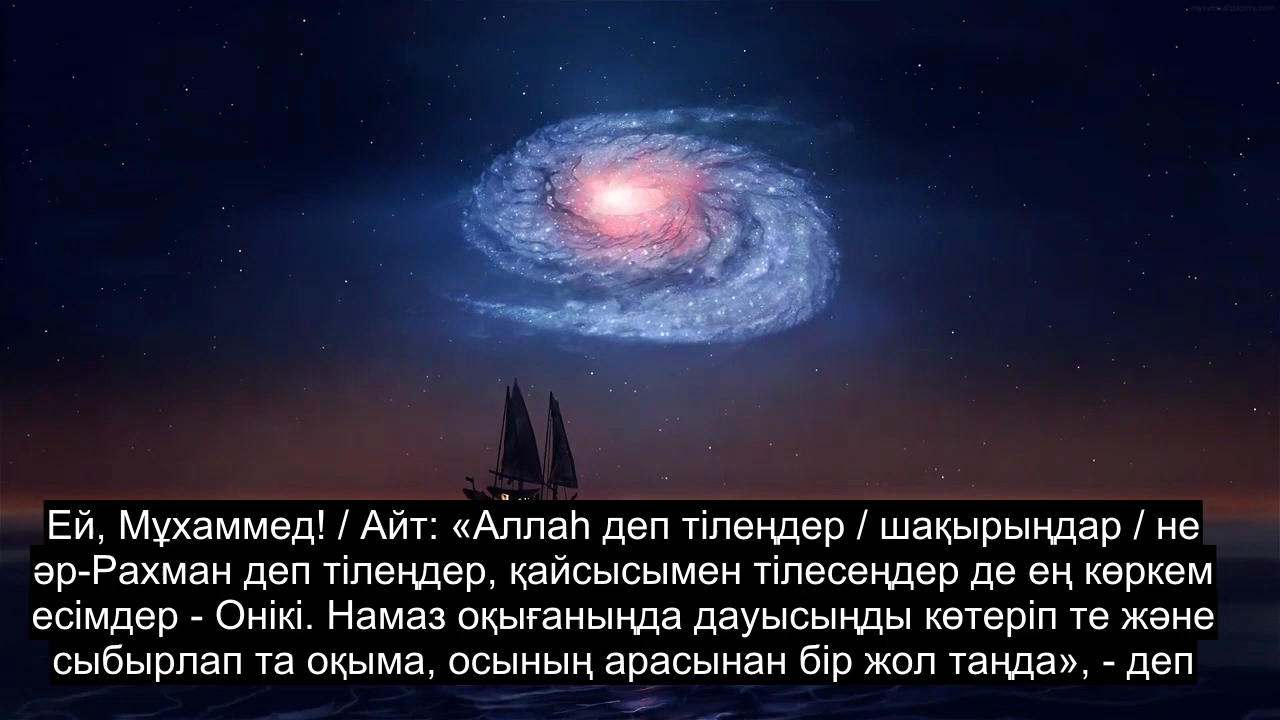 Ей, Мұхаммед! / Айт: «Аллаһ деп тілеңдер / шақырыңдар / не
әр-Рахман деп тілеңдер, қайсысымен тілесеңдер де ең көркем
есімдер - Онікі. Намаз оқығаныңда дауысыңды көтеріп те және
сыбырлап та оқыма, осының арасынан бір жол таңда», - деп